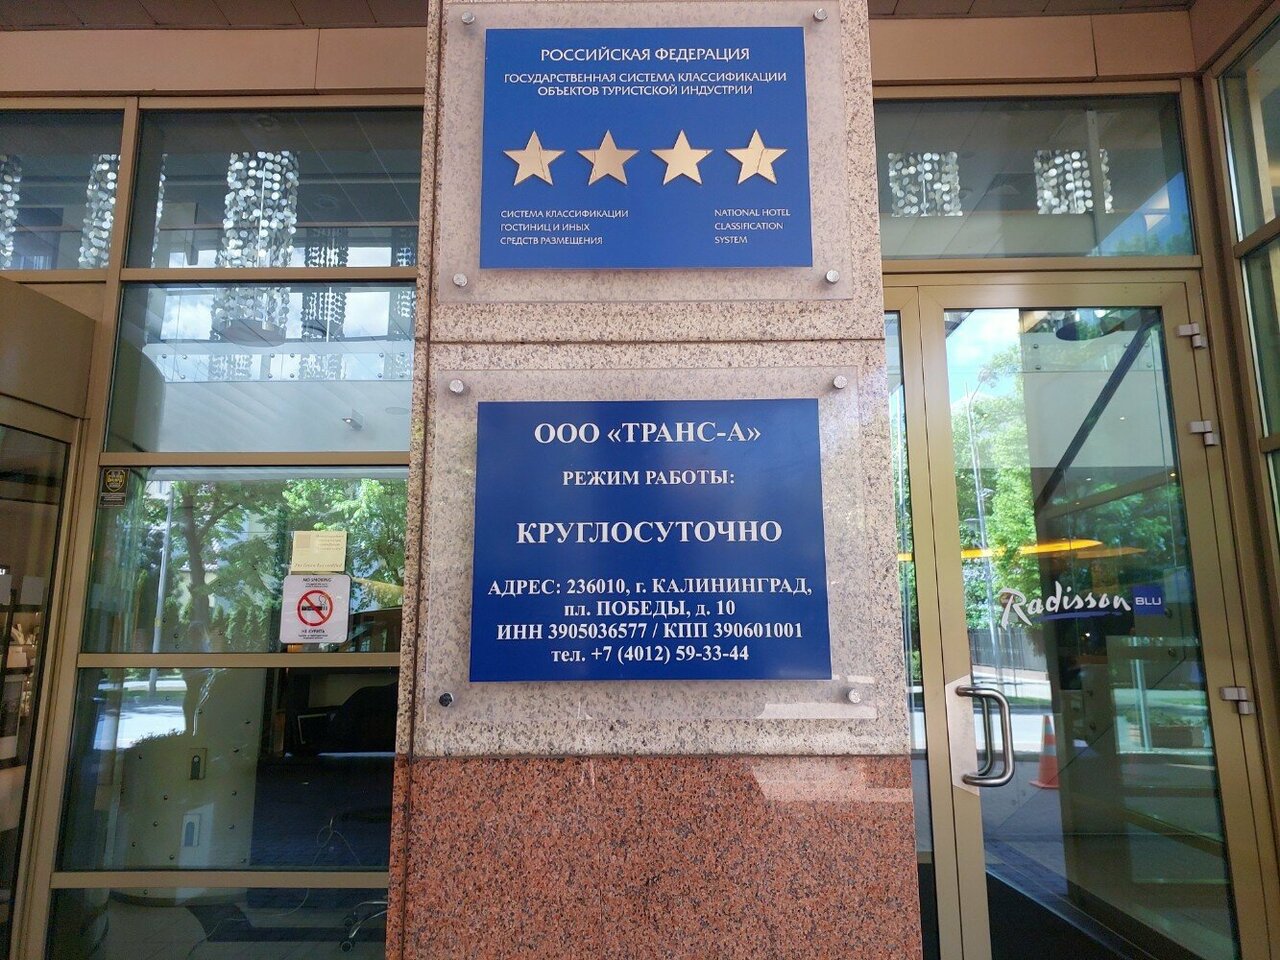 РОССИЙСКАЯ ФЕДЕРАЦИЯ
ГОСУДАРСТВЕННАЯ СИСТЕМА КЛАССИФИКАЦИИ
ОБЪЕКТОВ ТУРИСТСКОЙ ИНДУСТРИИ
СИСТЕМА КЛАССИФИКАЦИИ
ГОСТИНИЦ И ИНЫХ
СРЕДСТВ РАЗМЕЩЕНИЯ
NATIONAL HOTEL
CLASSIFICATION
SYSTEM
ООО «ТРАНС-А»
РЕЖИМ РАБОТЫ:
КРУГЛОСУТОЧНО
АДРЕС: 236010, г. КАЛИНИНГРАД,
пл. ПОБЕДЫ, д. 10
ИНН 3905036577 / КПП 390601001
тел. +7 (4012) 59-33-44
NO SMOKING
НЕ КУРИТЬ
Radisson BLU